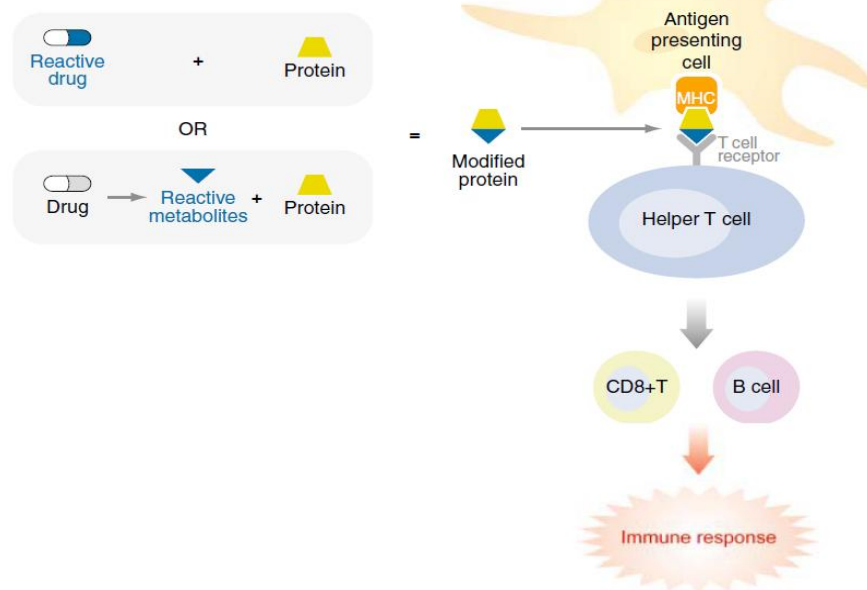 Reactive
drug
+
Protein
OR
Drug
Reactive
metabolites
+
Protein
=
Modified
protein
Antigen
presenting
cell
MHC
T cell
receptor
Helper T cell
CD8+T
B cell
Immune response